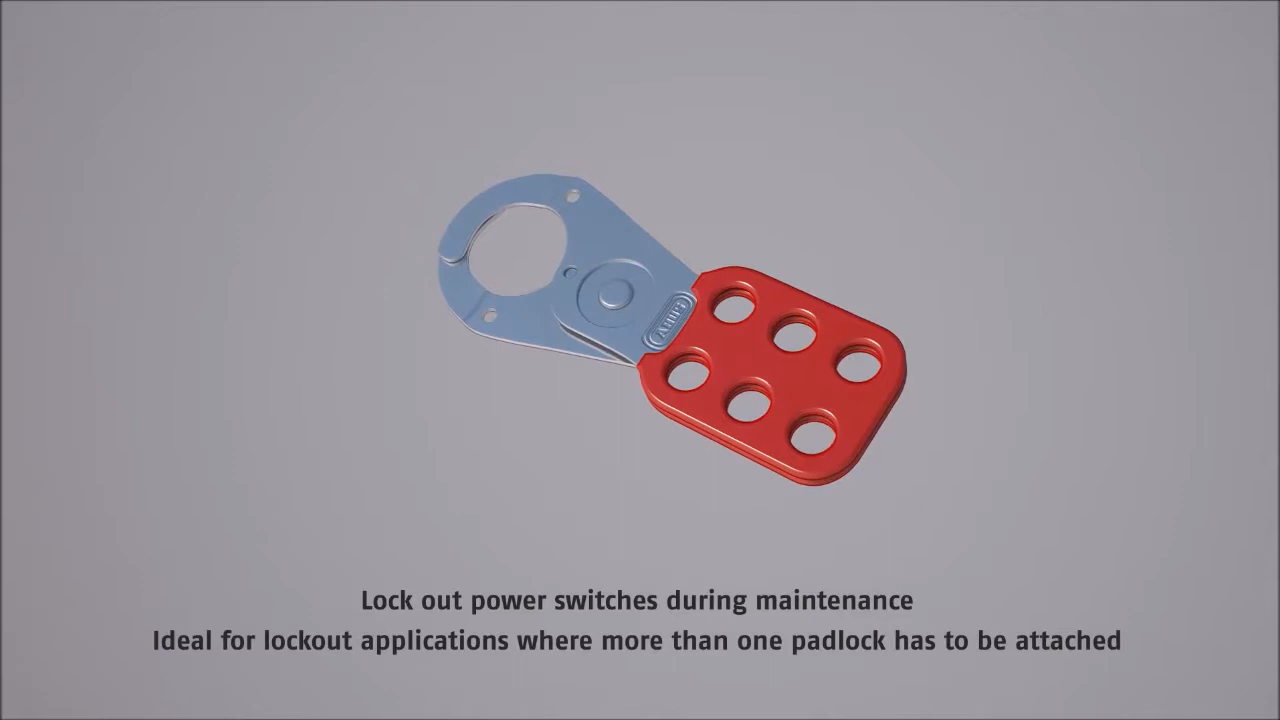 ABUS
Lock out power switches during maintenance
Ideal for lockout applications where more than one padlock has to be attached